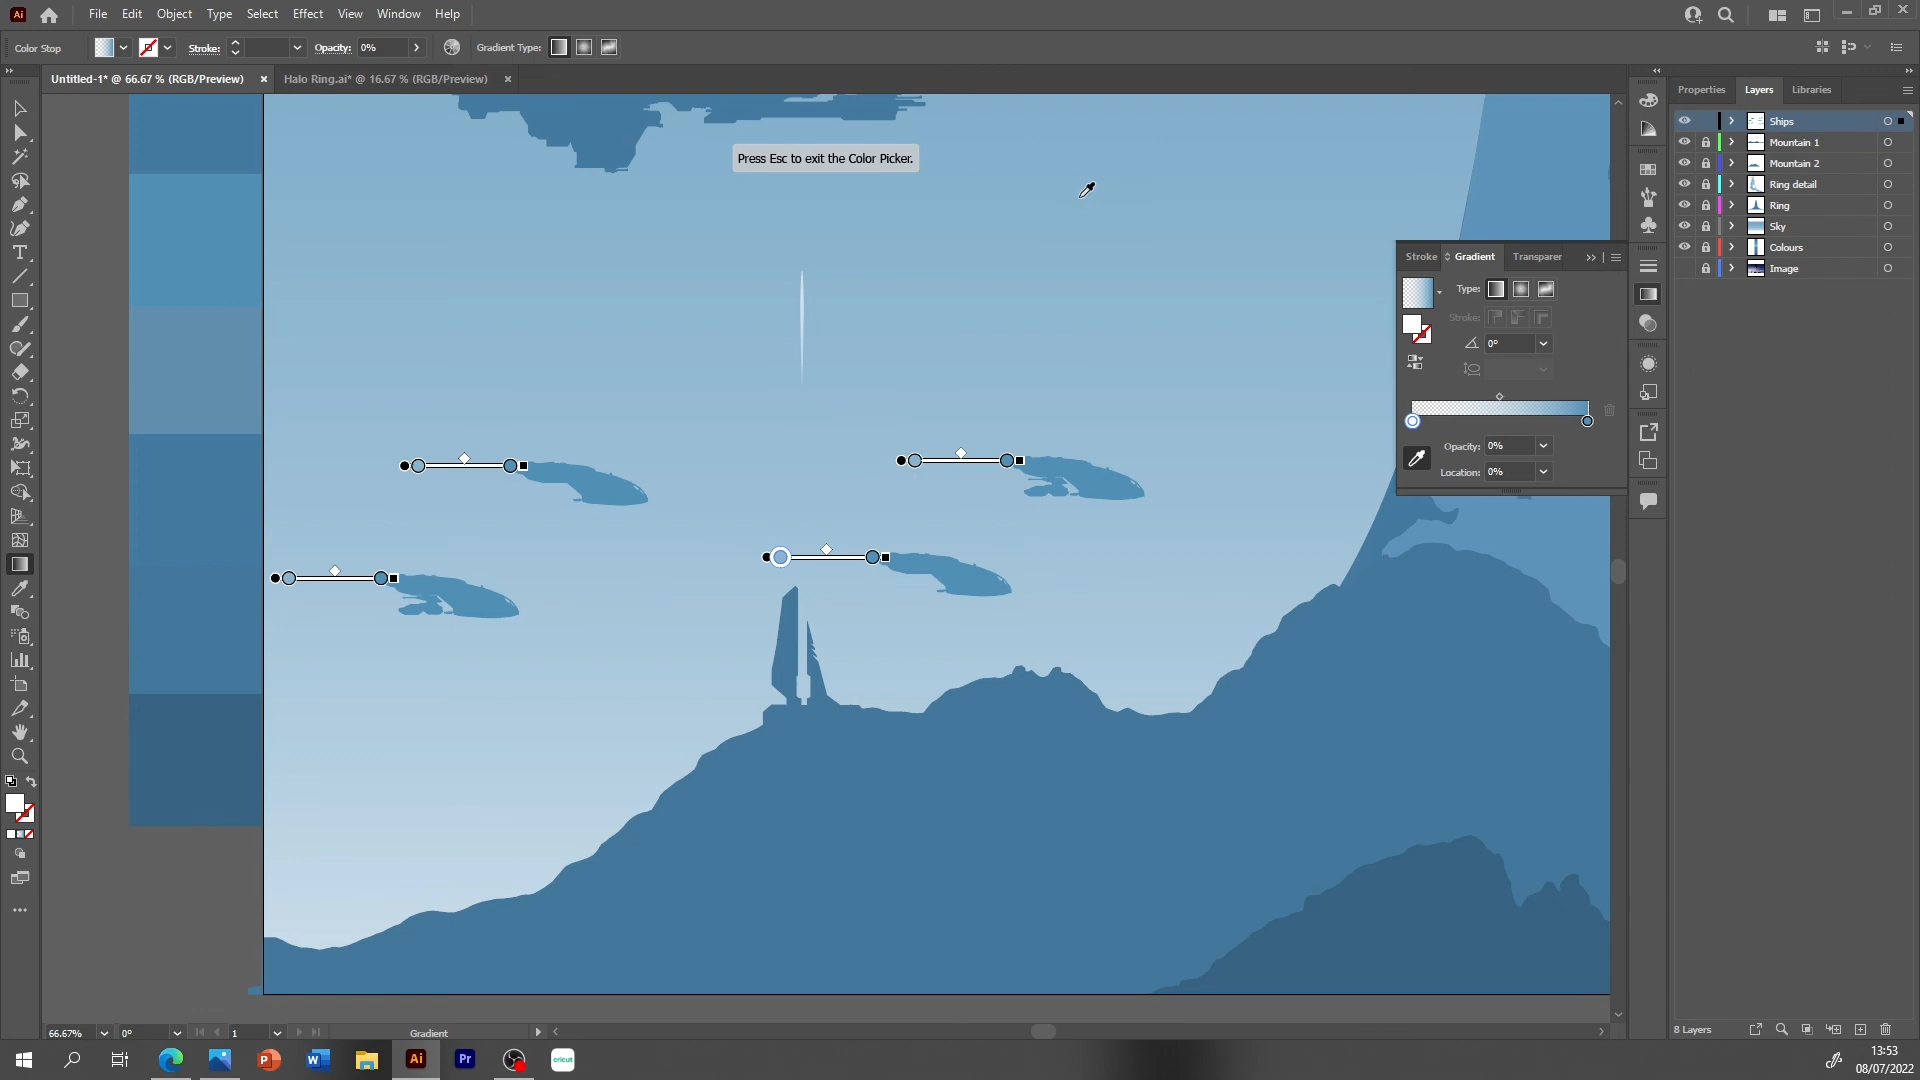 Ai File Edit Object Type Select Effect View Window Help
Color Stop Stroke: Opacity: 0% Gradient Type:
Untitled-1* @ 66.67 % (RGB/Preview) × Halo Ring.ai* @ 16.67 % (RGB/Preview) ×
Properties Layers Libraries
Ships
Mountain 1
Mountain 2
Ring detail
Ring
Sky
Colours
Image
Press Esc to exit the Color Picker.
Stroke Gradient Transparer
Type:
Stroke:
0°
Opacity: 0%
Location: 0%
66.67% 0° 1 Gradient
8 Layers
P W Ai Pr cricut
13:53
08/07/2022